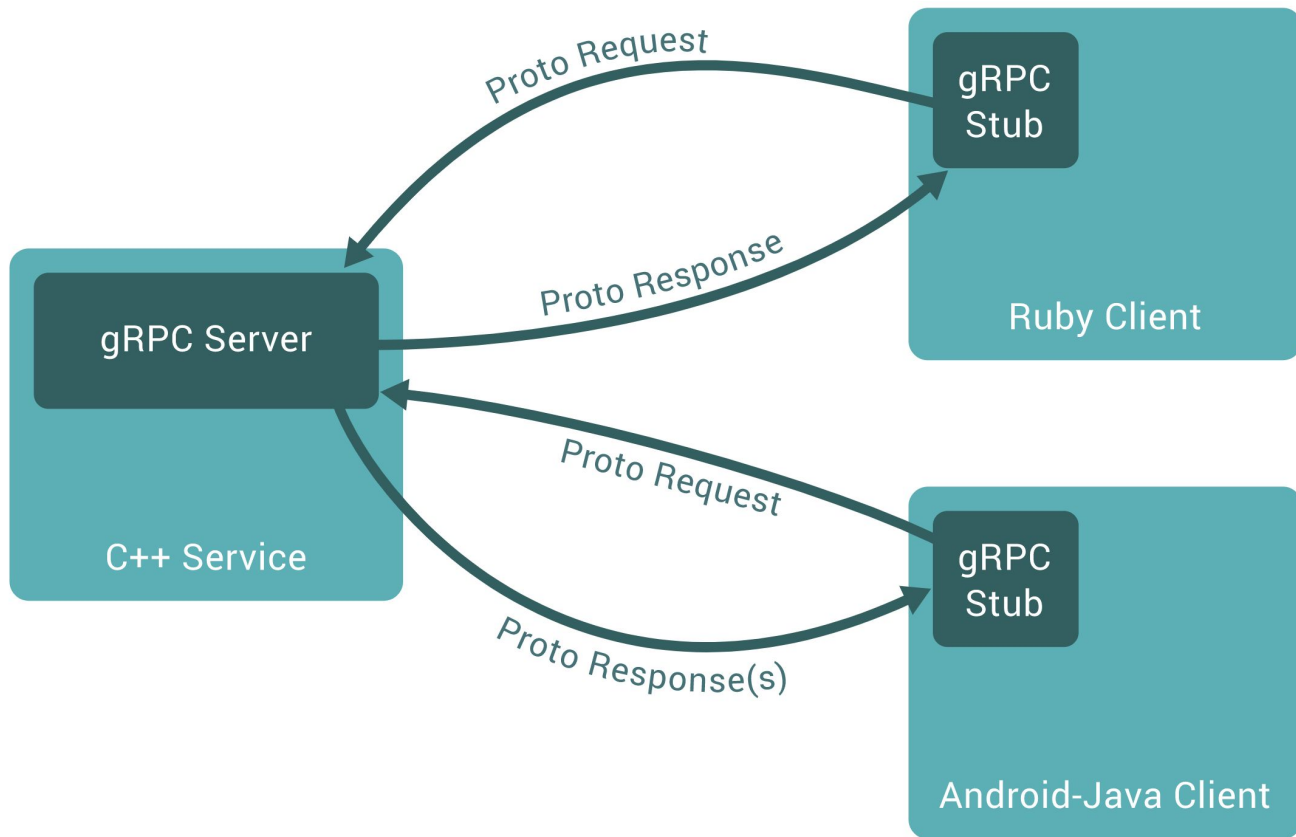 Proto Request
gRPC
Stub
Proto Response
Ruby Client
gRPC Server
C++ Service
Proto Request
gRPC
Stub
Proto Response(s)
Android-Java Client